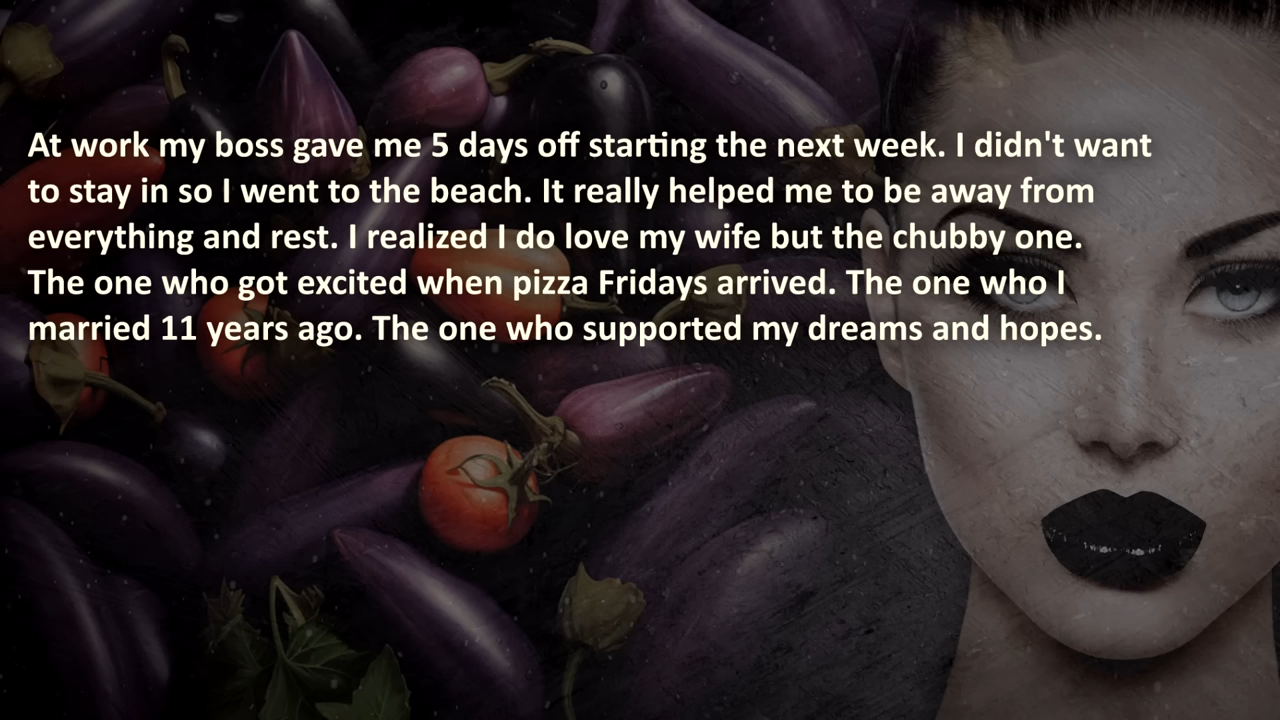 At work my boss gave me 5 days off starting the next week. I didn't want
to stay in so I went to the beach. It really helped me to be away from
everything and rest. I realized I do love my wife but the chubby one.
The one who got excited when pizza Fridays arrived. The one who I
married 11 years ago. The one who supported my dreams and hopes.